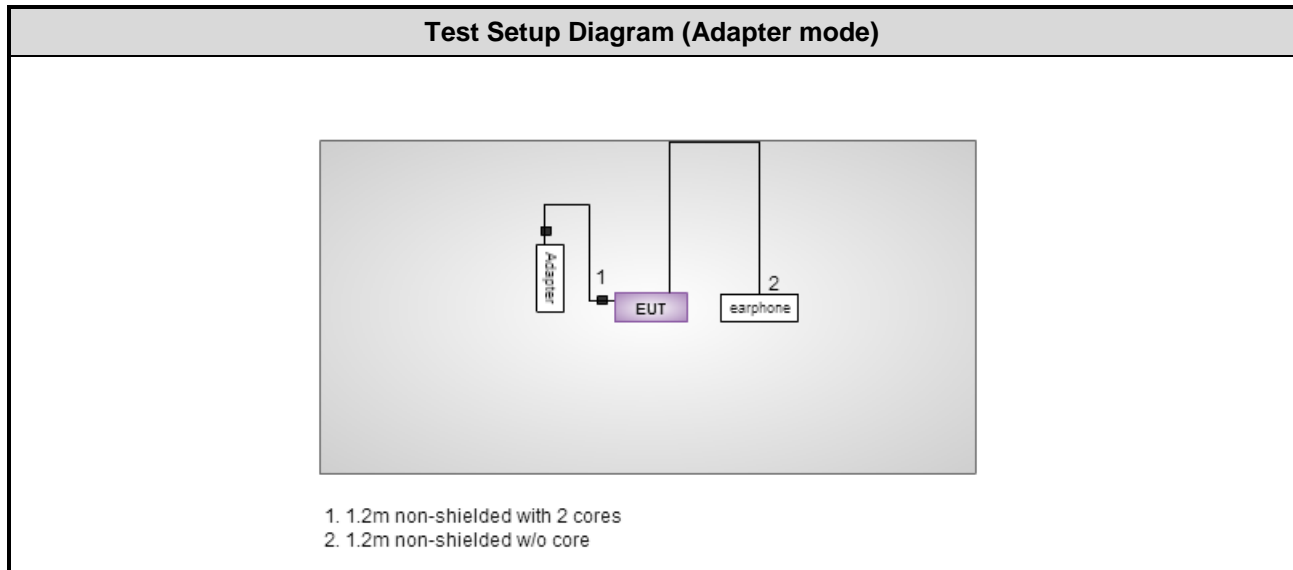 Test Setup Diagram (Adapter mode)
Adapter
1
EUT
2
earphone
1. 1.2m non-shielded with 2 cores
2. 1.2m non-shielded w/o core